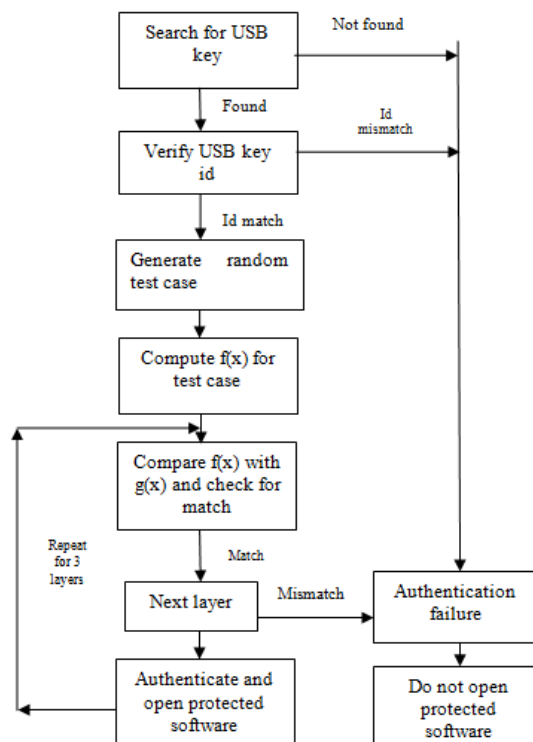 Search for USB
key
Not found
Found
Id
mismatch
Verify USB key
id
Id match
Generate random
test case
Compute f(x) for
test case
Compare f(x) with
g(x) and check for
match
Repeat
for 3
layers
Match
Next layer
Mismatch
Authentication
failure
Authenticate and
open protected
software
Do not open
protected
software